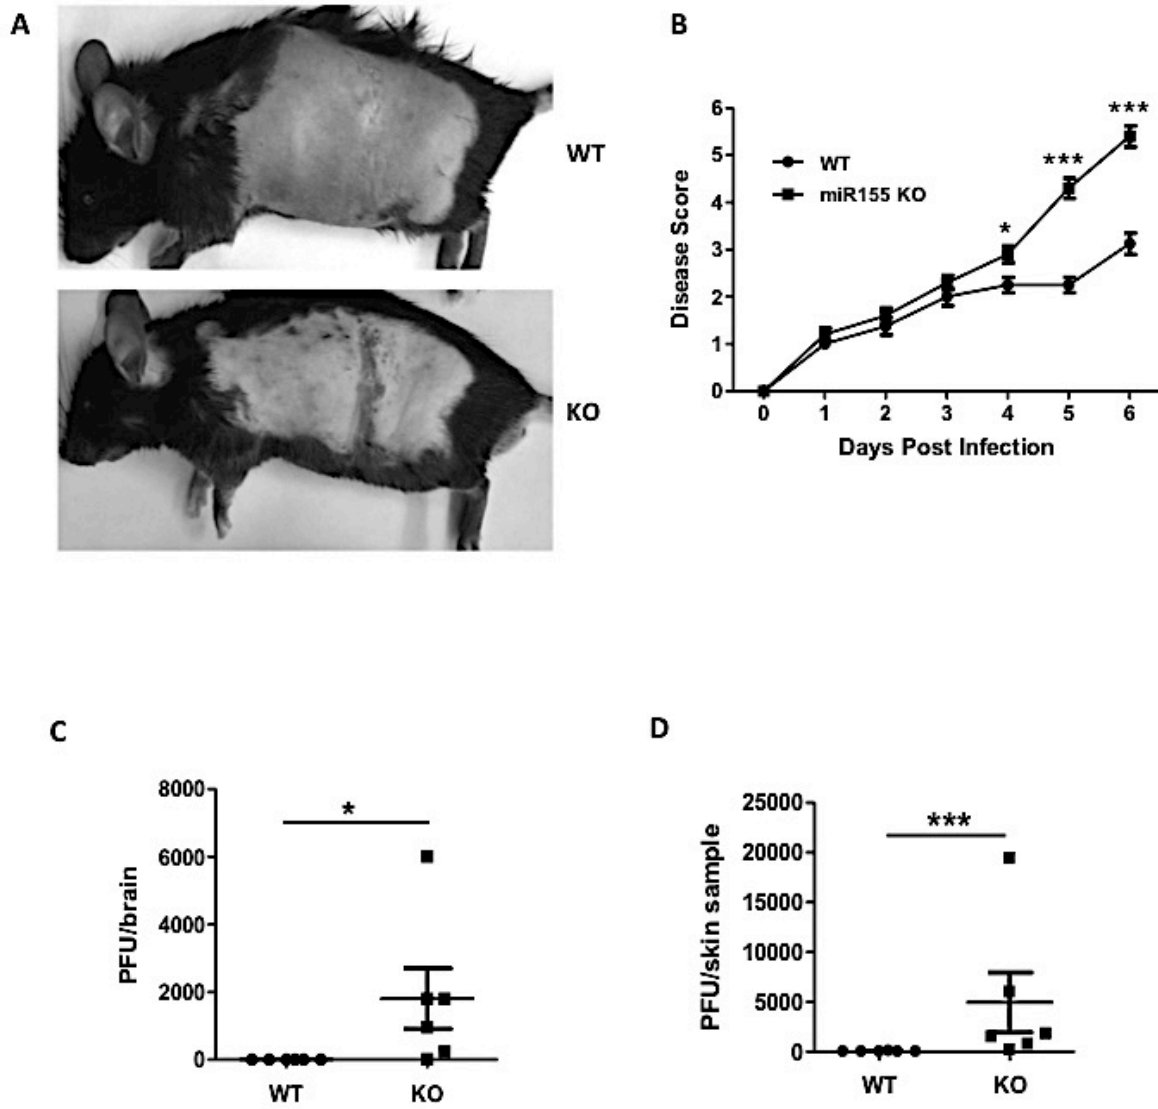 A
WT
KO
B
6
5
4
3
2
1
0
Disease Score
WT
miR155 KO
*
***
***
0 1 2 3 4 5 6
Days Post Infection
C
8000
6000
4000
2000
0
PFU/brain
*
WT KO
D
25000
20000
15000
10000
5000
0
PFU/skin sample
***
WT KO